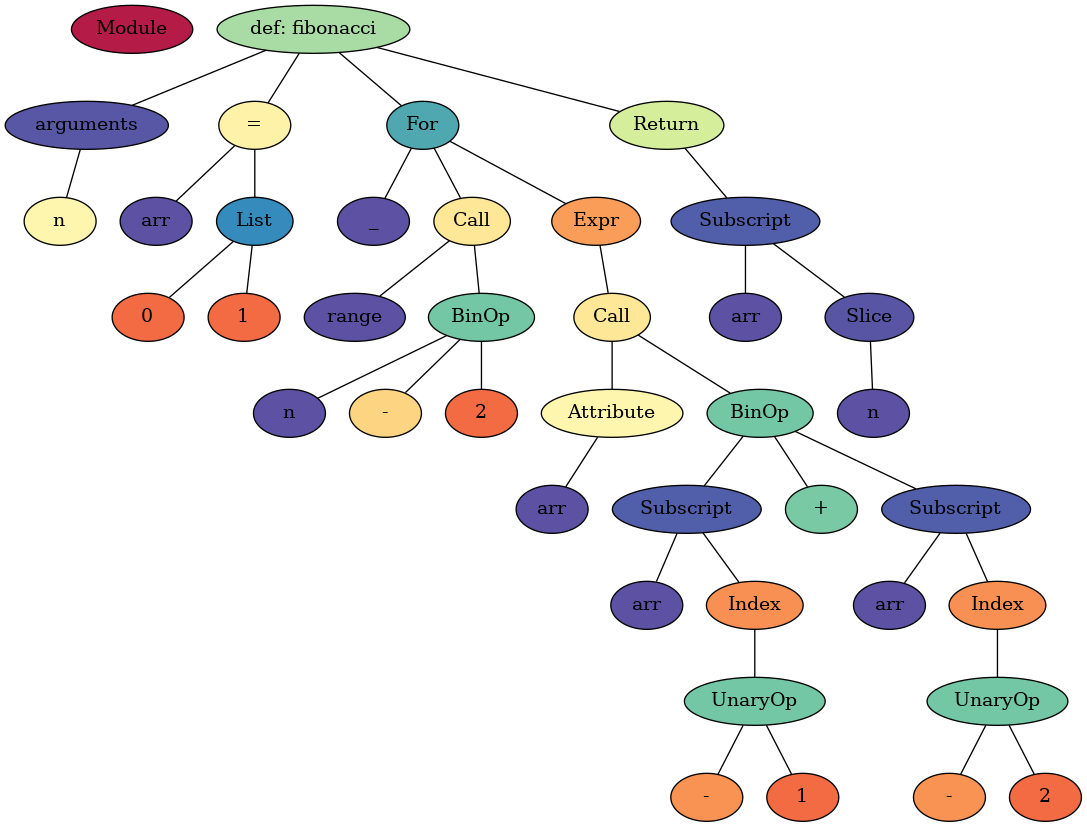 Module def: fibonacci
arguments = For Return
n arr List _ Call Expr Subscript
0 1 range BinOp Call arr Slice
n - 2 Attribute BinOp n
arr Subscript + Subscript
arr Index arr Index
UnaryOp UnaryOp
- 1 - 2